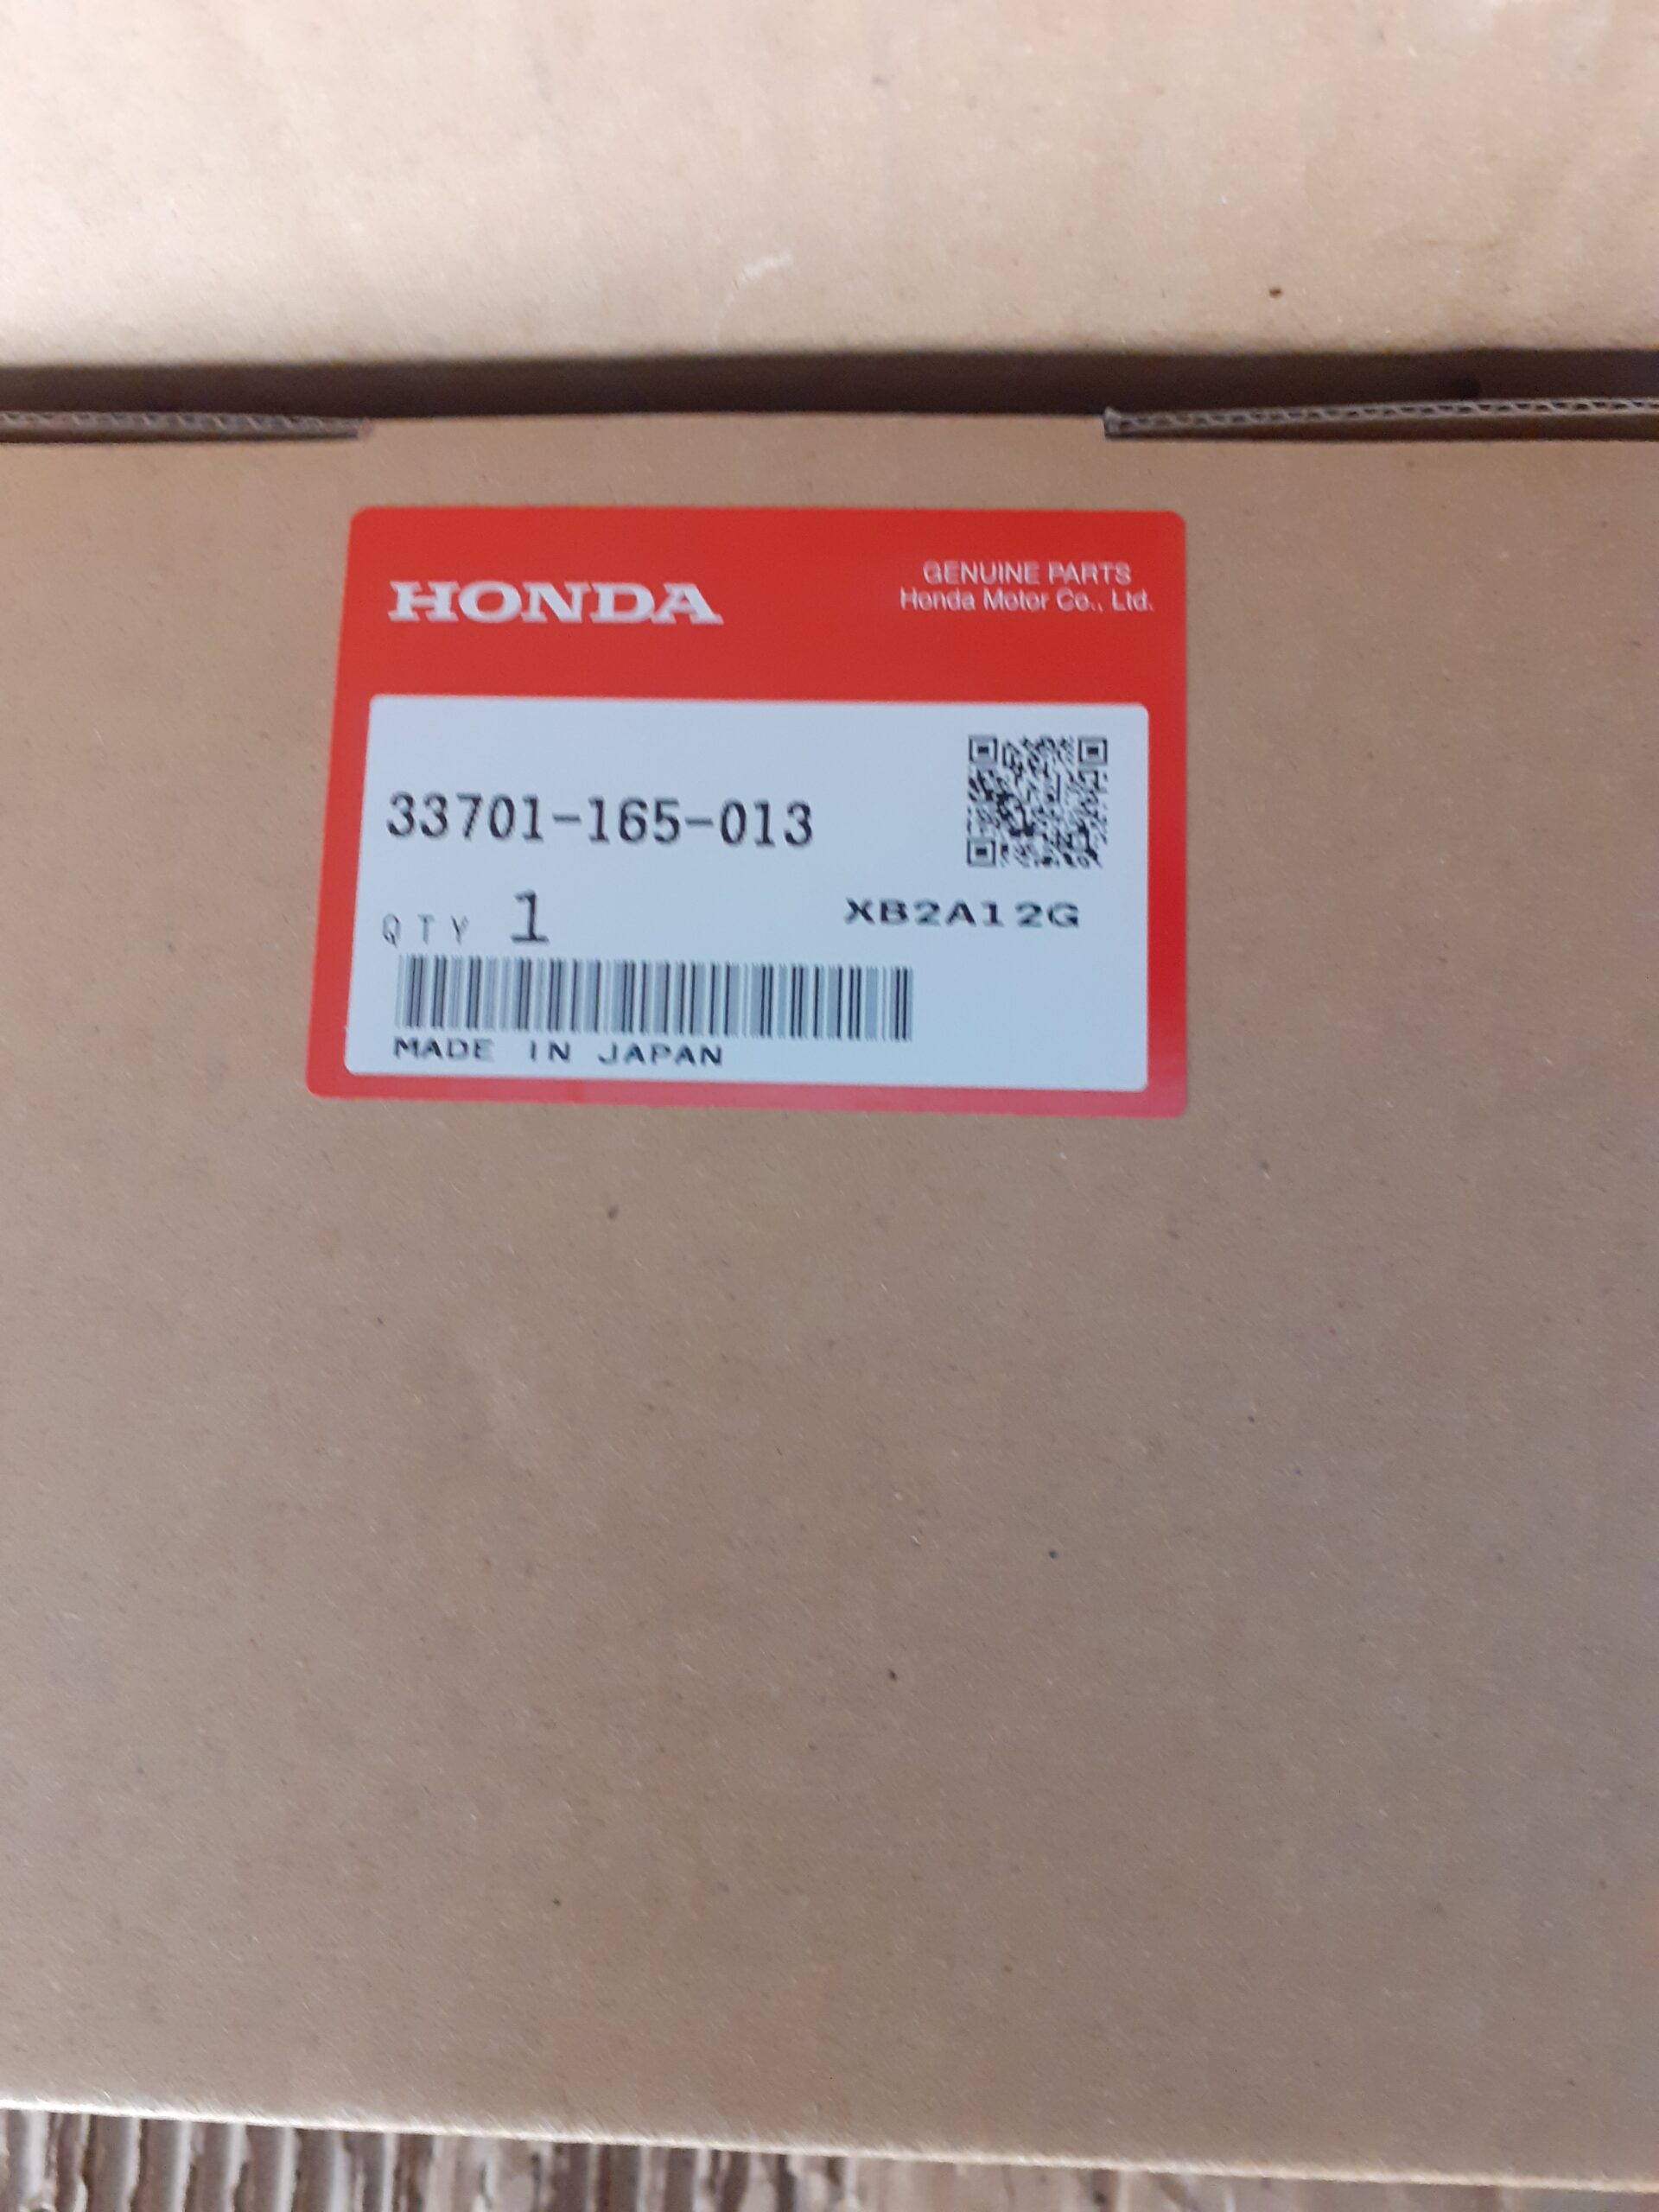 HONDA
GENUINE PARTS
Honda Motor Co., Ltd.
33701-165-013
QTY 1
XB2A12G
MADE IN JAPAN